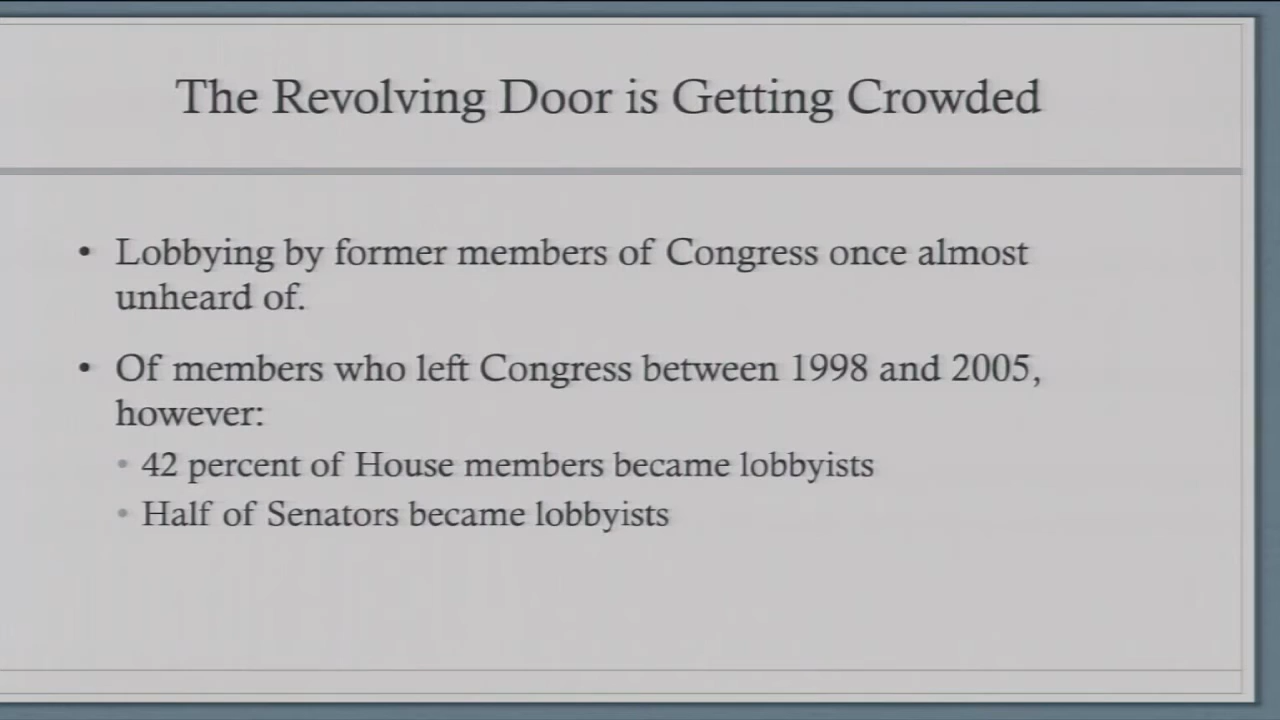 The Revolving Door is Getting Crowded
• Lobbying by former members of Congress once almost
unheard of.
• Of members who left Congress between 1998 and 2005,
however:
• 42 percent of House members became lobbyists
• Half of Senators became lobbyists